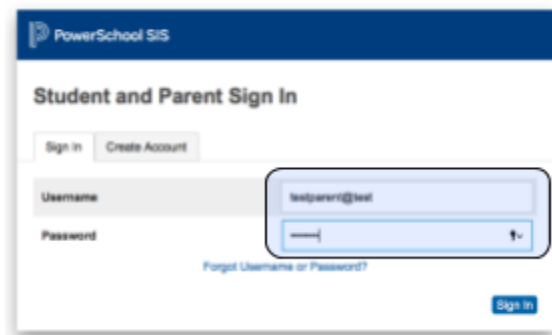 PowerSchool SIS
Student and Parent Sign In
Sign In Create Account
Username testparent@test
Password
Forgot Username or Password?
Sign In